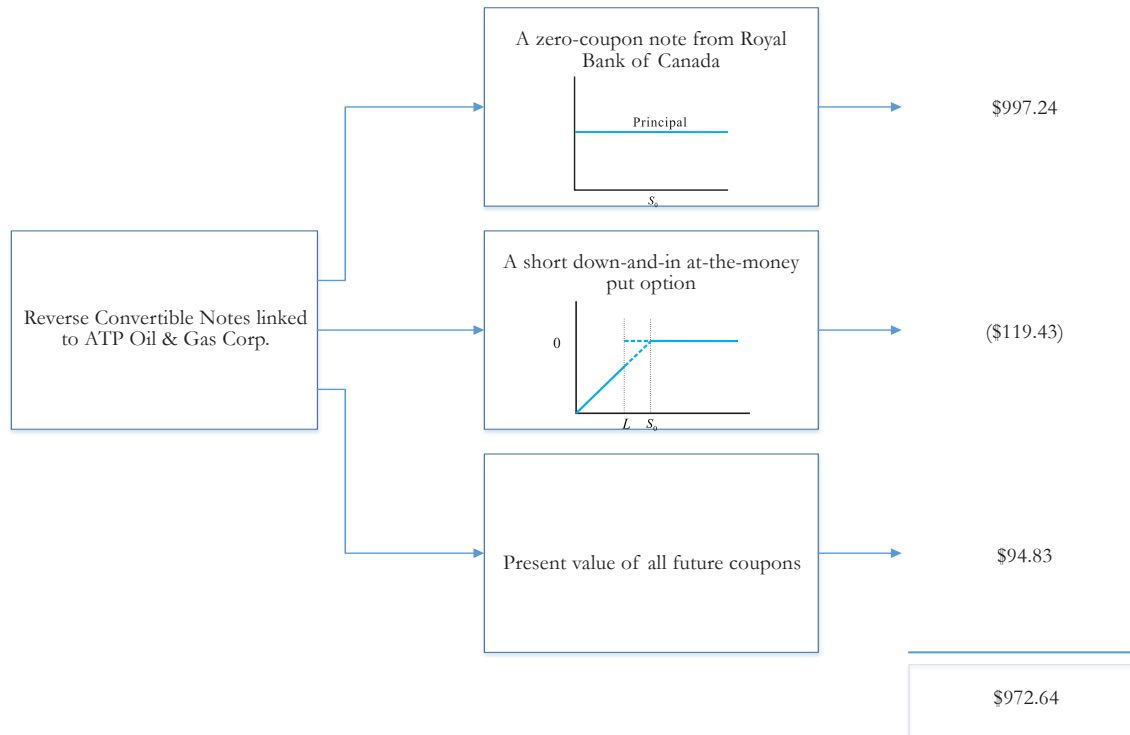 A zero-coupon note from Royal
Bank of Canada
Principal
S₀
$997.24
Reverse Convertible Notes linked
to ATP Oil & Gas Corp.
A short down-and-in at-the-money
put option
0
L S₀
($119.43)
Present value of all future coupons
$94.83
$972.64